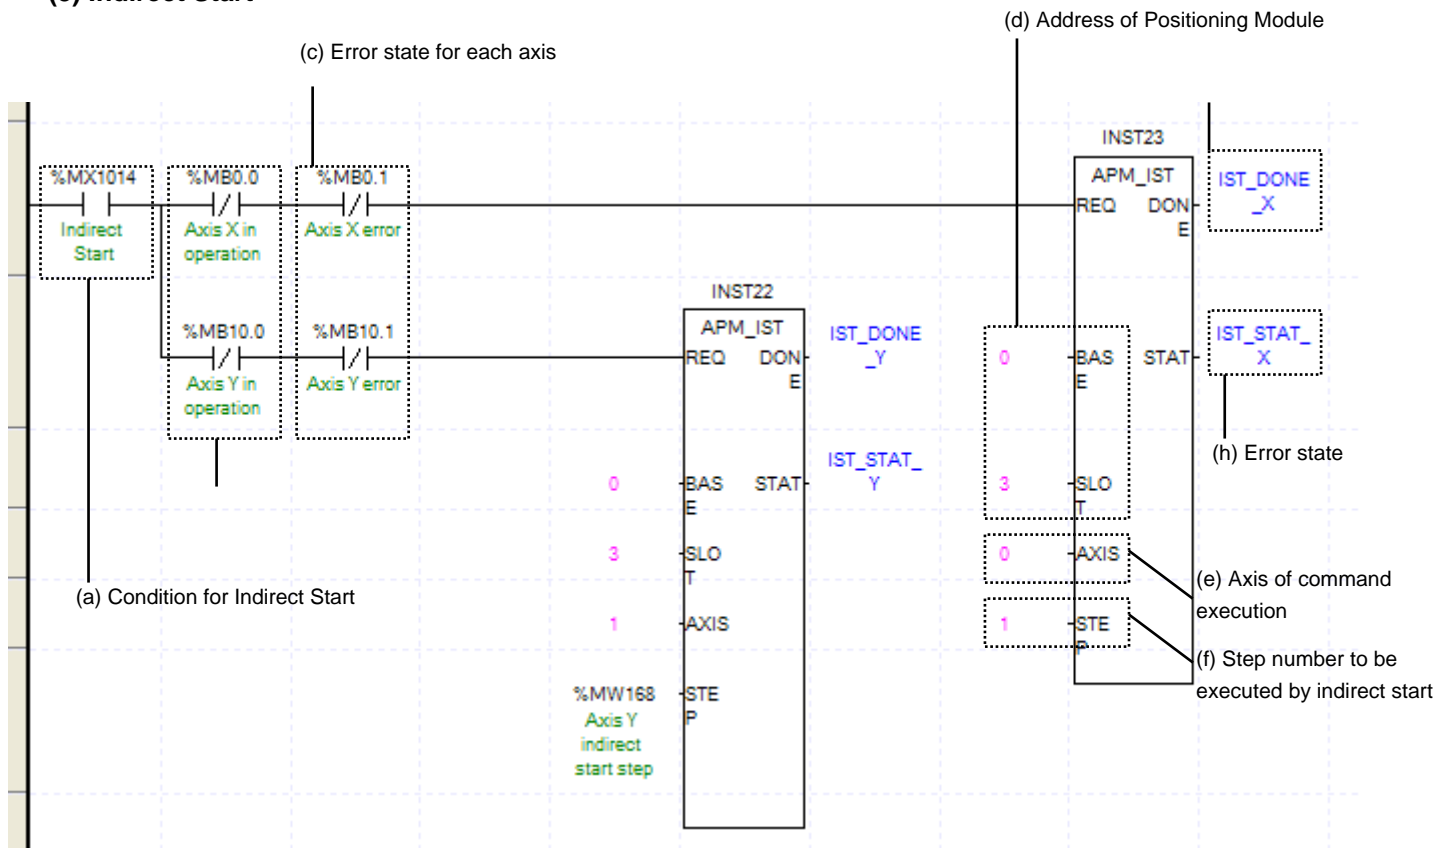 (d) Address of Positioning Module
(c) Error state for each axis
INST23
%MX1014
%MB0.0
%MB0.1
APM_IST
IST_DONE
_X
REQ
DON
E
Indirect
Start
Axis X in
operation
Axis X error
INST22
%MB10.0
%MB10.1
APM_IST
IST_DONE
_Y
IST_STAT_
X
REQ
DON
E
0
BAS
E
STAT
Axis Y in
operation
Axis Y error
IST_STAT_
Y
(h) Error state
0
BAS
E
STAT
3
SLO
T
3
SLO
T
0
AXIS
(e) Axis of command
execution
(a) Condition for Indirect Start
1
AXIS
1
STE
P
(f) Step number to be
executed by indirect start
%MW168
Axis Y
indirect
start step
STE
P